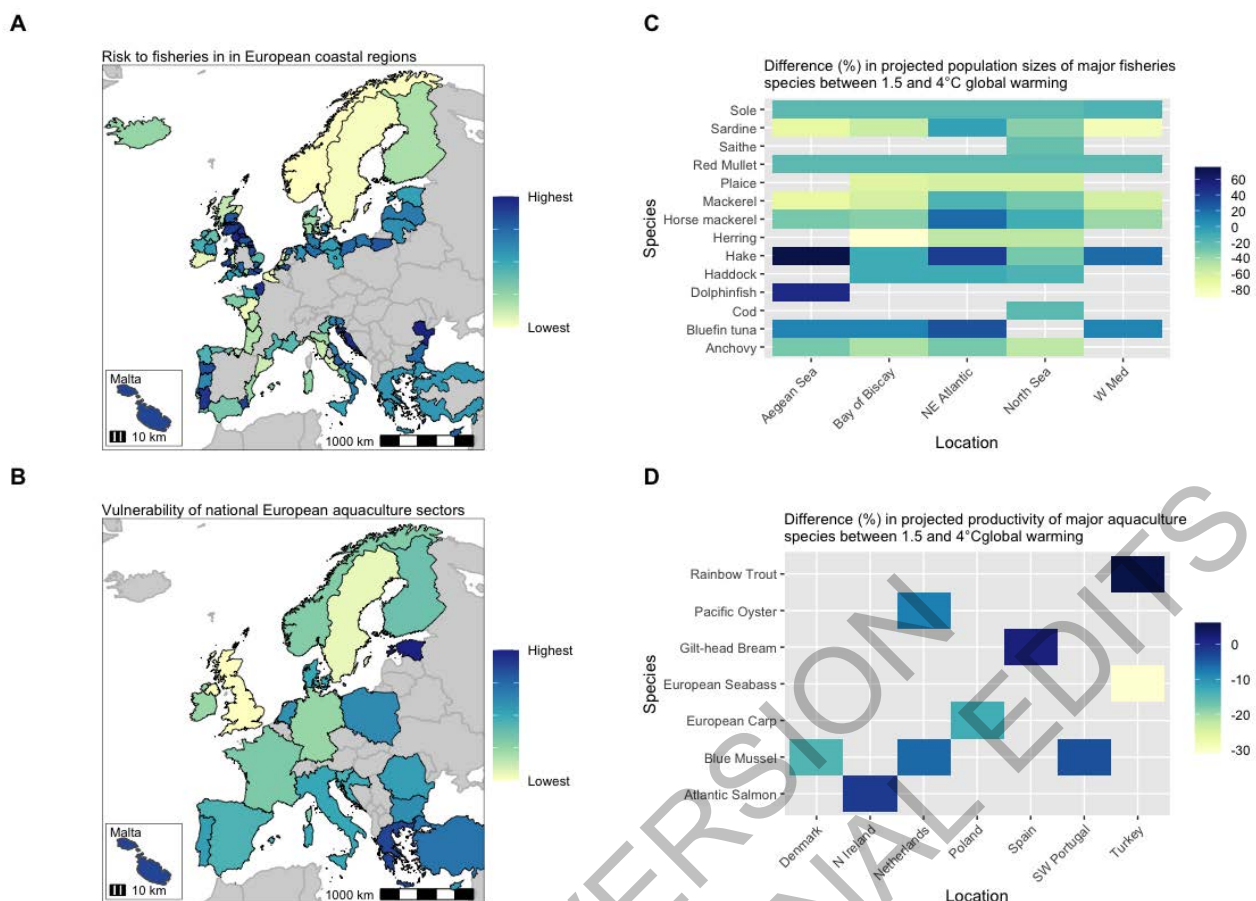 A
Risk to fisheries in in European coastal regions
Highest
Lowest
Malta
10 km
1000 km
B
Vulnerability of national European aquaculture sectors
Highest
Lowest
Malta
10 km
1000 km
C
Difference (%) in projected population sizes of major fisheries
species between 1.5 and 4°C global warming
Species
Sole
Sardine
Saithe
Red Mullet
Plaice
Mackerel
Horse mackerel
Herring
Hake
Haddock
Dolphinfish
Cod
Bluefin tuna
Anchovy
Aegean Sea
Bay of Biscay
NE Atlantic
North Sea
W Med
Location
60
40
20
0
-20
-40
-60
-80
D
Difference (%) in projected productivity of major aquaculture
species between 1.5 and 4°Cglobal warming
Species
Rainbow Trout
Pacific Oyster
Gilt-head Bream
European Seabass
European Carp
Blue Mussel
Atlantic Salmon
Denmark
N Ireland
Netherlands
Poland
Spain
SW Portugal
Turkey
Location
0
-10
-20
-30
EDITS